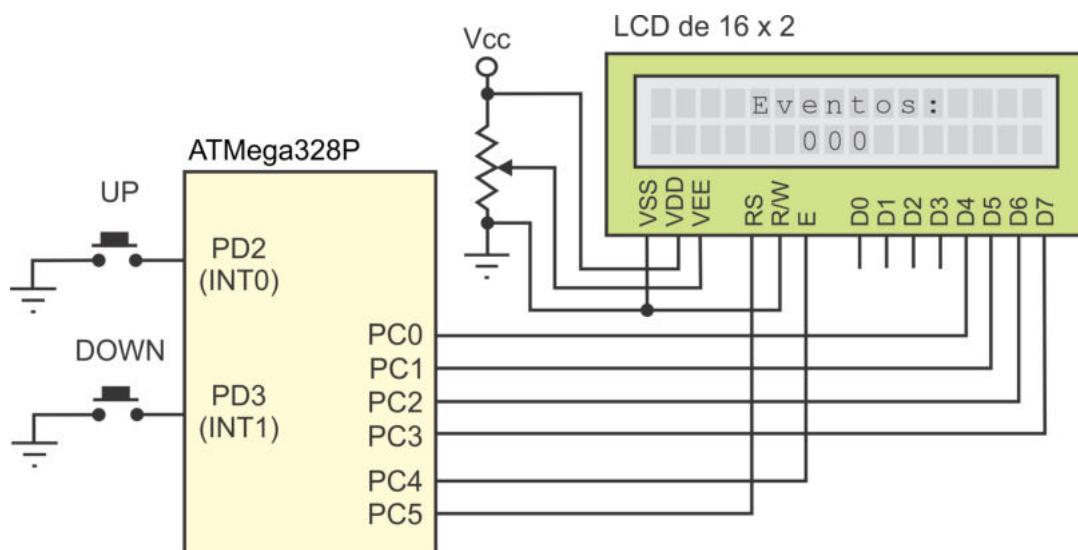 LCD de 16 x 2
Vcc
Eventos:
000
ATMega328P
UP
PD2
(INT0)
DOWN
PD3
(INT1)
PC0
PC1
PC2
PC3
PC4
PC5
VSS
VDD
VEE
RS
R/W
E
D0
D1
D2
D3
D4
D5
D6
D7